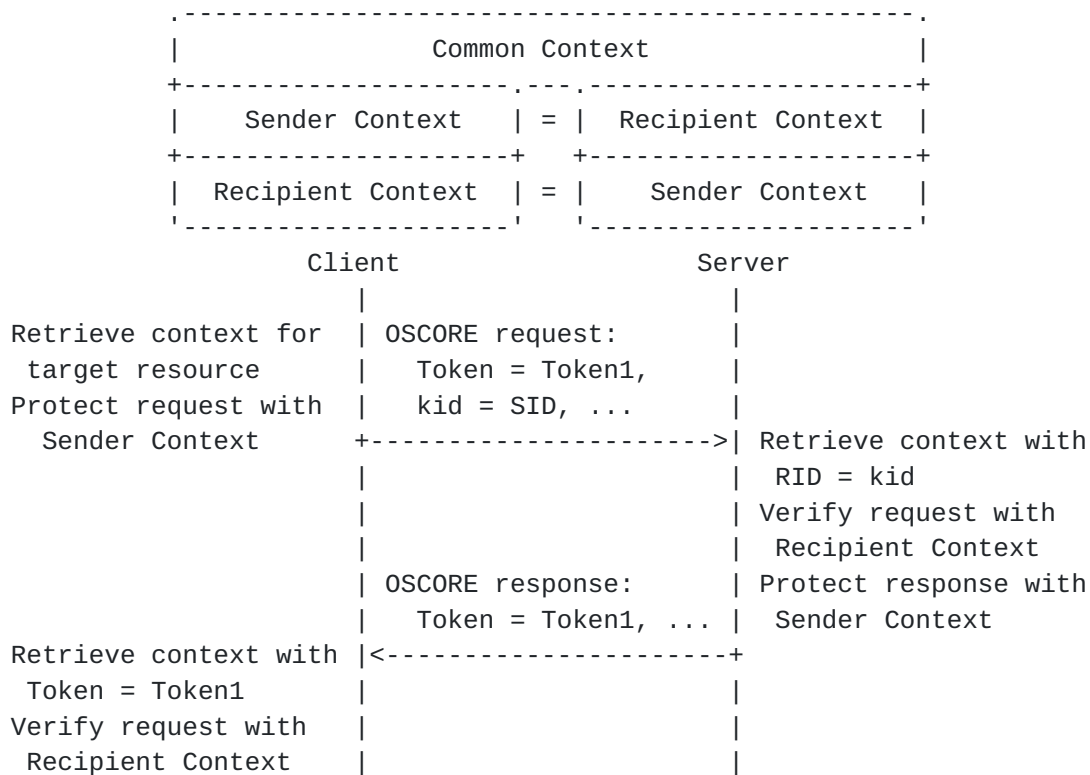 .---------------------.---.---------------------.
|                Common Context                 |
+---------------------.---.---------------------+
|    Sender Context   | = |  Recipient Context  |
+---------------------+   +---------------------+
|  Recipient Context  | = |    Sender Context   |
'---------------------'   '---------------------'
Client                   Server
|                       |
Retrieve context for  | OSCORE request:       |
target resource      |   Token = Token1,     |
Protect request with  |   kid = SID, ...      |
Sender Context      +---------------------->| Retrieve context with
|                       |  RID = kid
|                       | Verify request with
|                       |  Recipient Context
| OSCORE response:      | Protect response with
|   Token = Token1, ... |  Sender Context
Retrieve context with |<----------------------+
Token = Token1       |                       |
Verify request with   |                       |
Recipient Context    |                       |